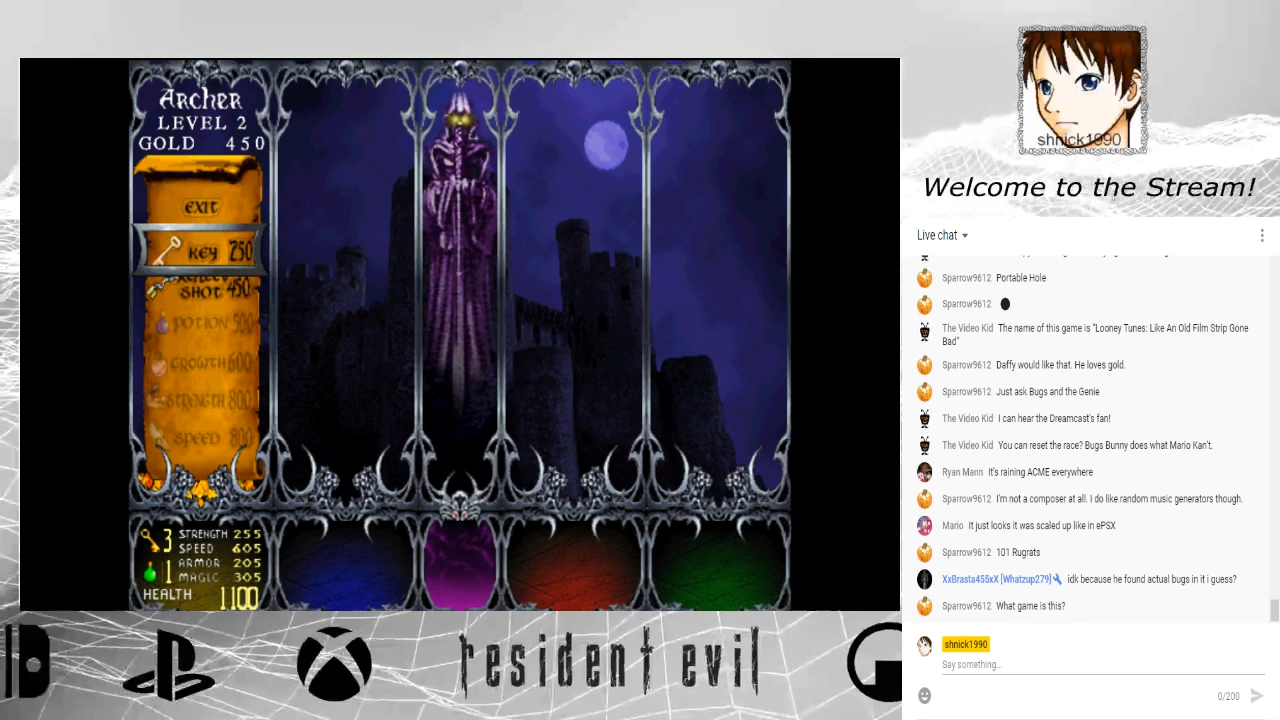 Archer
LEVEL 2
GOLD 450
EXIT
KEY 250
SHOT 450
POTION 500
GROWTH 600
STRENGTH 800
SPEED 800
3 STRENGTH 255
SPEED 605
ARMOR 205
1 MAGIC 305
HEALTH 1100
resident evil
shnick1990
Welcome to the Stream!
Live chat
Sparrow9612 Portable Hole
Sparrow9612
The Video Kid The name of this game is "Looney Tunes: Like An Old Film Strip Gone
Bad"
Sparrow9612 Daffy would like that. He loves gold.
Sparrow9612 Just ask Bugs and the Genie
The Video Kid I can hear the Dreamcast's fan!
The Video Kid You can reset the race? Bugs Bunny does what Mario Kan't.
Ryan Mann It's raining ACME everywhere
Sparrow9612 I'm not a composer at all. I do like random music generators though.
Mario It just looks it was scaled up like in ePSX
Sparrow9612 101 Rugrats
XxBrasta455xX [Whatzup279] idk because he found actual bugs in it i guess?
Sparrow9612 What game is this?
shnick1990
Say something...
0/200